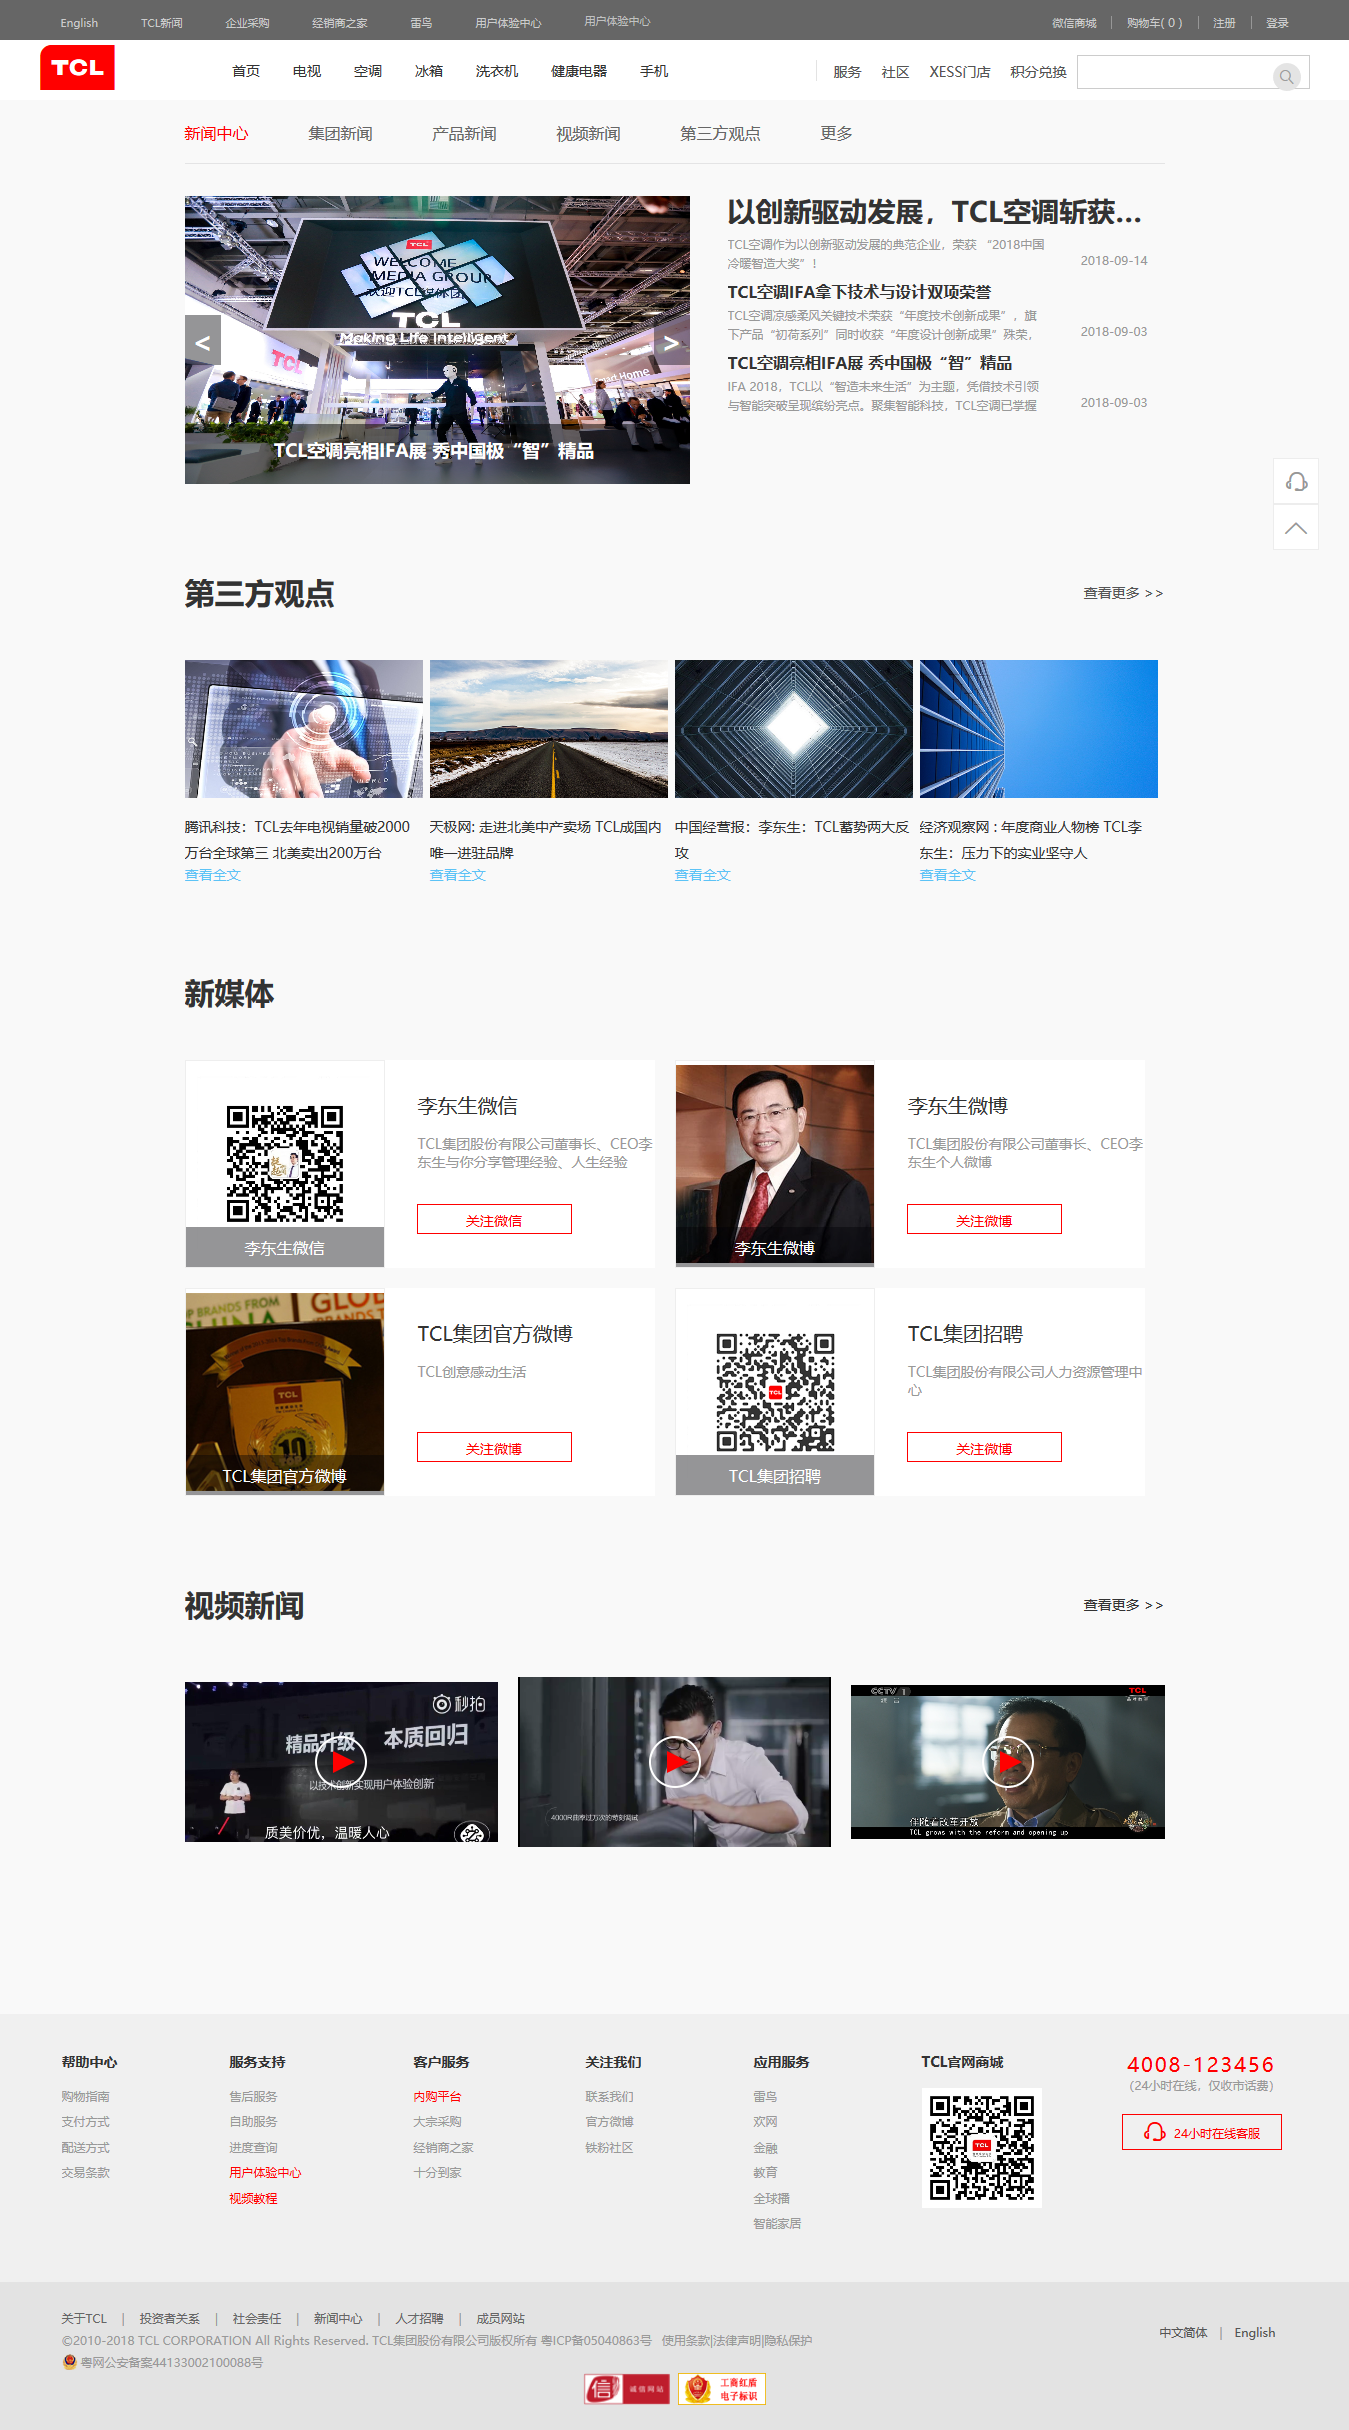 English
TCL新闻
企业采购
经销商之家
雷鸟
用户体验中心
用户体验中心
微信商城
购物车( 0 )
注册
登录
TCL
首页
电视
空调
冰箱
洗衣机
健康电器
手机
服务
社区
XESS门店
积分兑换
新闻中心
集团新闻
产品新闻
视频新闻
第三方观点
更多
TCL
WELCOME
MEDIA GROUP
欢迎TCL媒体团
TCL
Making Life Intelligent
TCL
Smart Home
<
>
TCL空调亮相IFA展 秀中国极“智”精品
以创新驱动发展，TCL空调斩获...
TCL空调作为以创新驱动发展的典范企业，荣获 “2018中国
冷暖智造大奖”！
2018-09-14
TCL空调IFA拿下技术与设计双项荣誉
TCL空调凉感柔风关键技术荣获“年度技术创新成果”，旗
下产品“初荷系列”同时收获“年度设计创新成果”殊荣，
2018-09-03
TCL空调亮相IFA展 秀中国极“智”精品
IFA 2018，TCL以“智造未来生活”为主题，凭借技术引领
与智能突破呈现缤纷亮点。聚集智能科技，TCL空调已掌握
2018-09-03
第三方观点
查看更多 >>
WORLD
腾讯科技：TCL去年电视销量破2000
万台全球第三 北美卖出200万台
查看全文
天极网: 走进北美中产卖场 TCL成国内
唯一进驻品牌
查看全文
中国经营报：李东生：TCL蓄势两大反
攻
查看全文
经济观察网 : 年度商业人物榜 TCL李
东生：压力下的实业坚守人
查看全文
新媒体
李东生微信
李东生微信
TCL集团股份有限公司董事长、CEO李
东生与你分享管理经验、人生经验
关注微信
李东生微博
李东生微博
TCL集团股份有限公司董事长、CEO李
东生个人微博
关注微博
TOP BRANDS FROM
CHINA
TCL
10
TCL集团官方微博
TCL集团官方微博
TCL创意感动生活
关注微博
TCL
TCL集团招聘
TCL集团招聘
TCL集团股份有限公司人力资源管理中
心
关注微博
视频新闻
查看更多 >>
秒拍
精品升级 本质回归
以技术创新实现用户体验创新
质美价优，温暖人心
4000R曲率过万次的苛刻调试
CCTV 1
TCL
伴随着改革开放
TCL grows with the reform and opening up
帮助中心
购物指南
支付方式
配送方式
交易条款
服务支持
售后服务
自助服务
进度查询
用户体验中心
视频教程
客户服务
内购平台
大宗采购
经销商之家
十分到家
关注我们
联系我们
官方微博
铁粉社区
应用服务
雷鸟
欢网
金融
教育
全球播
智能家居
TCL官网商城
TCL
4008-123456
(24小时在线，仅收市话费)
24小时在线客服
关于TCL | 投资者关系 | 社会责任 | 新闻中心 | 人才招聘 | 成员网站
©2010-2018 TCL CORPORATION All Rights Reserved. TCL集团股份有限公司版权所有 粤ICP备05040863号 使用条款|法律声明|隐私保护
粤网公安备案44133002100088号
中文简体 | English
信 诚信网站
工商红盾
电子标识